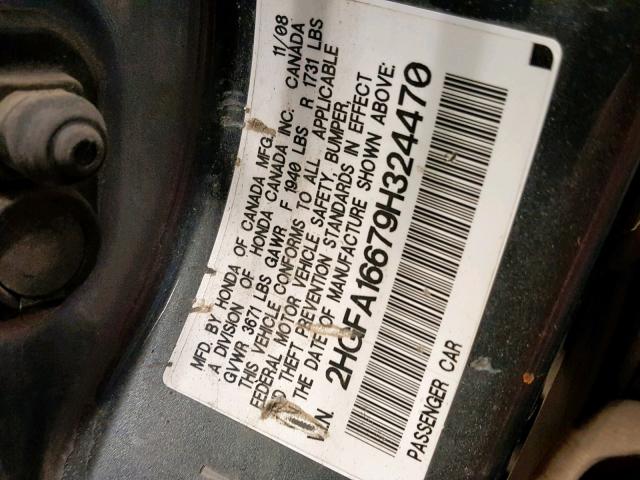 MFD. BY HONDA OF CANADA MFG. 11/08
A DIVISION OF HONDA CANADA INC. CANADA
GVWR 3671 LBS GAWR F 1940 LBS R 1731 LBS
THIS VEHICLE CONFORMS TO ALL APPLICABLE
FEDERAL MOTOR VEHICLE SAFETY, BUMPER,
THEFT PREVENTION STANDARDS IN EFFECT
THE DATE OF MANUFACTURE SHOWN ABOVE.
V.I.N. 2HGFA16679H324470
PASSENGER CAR